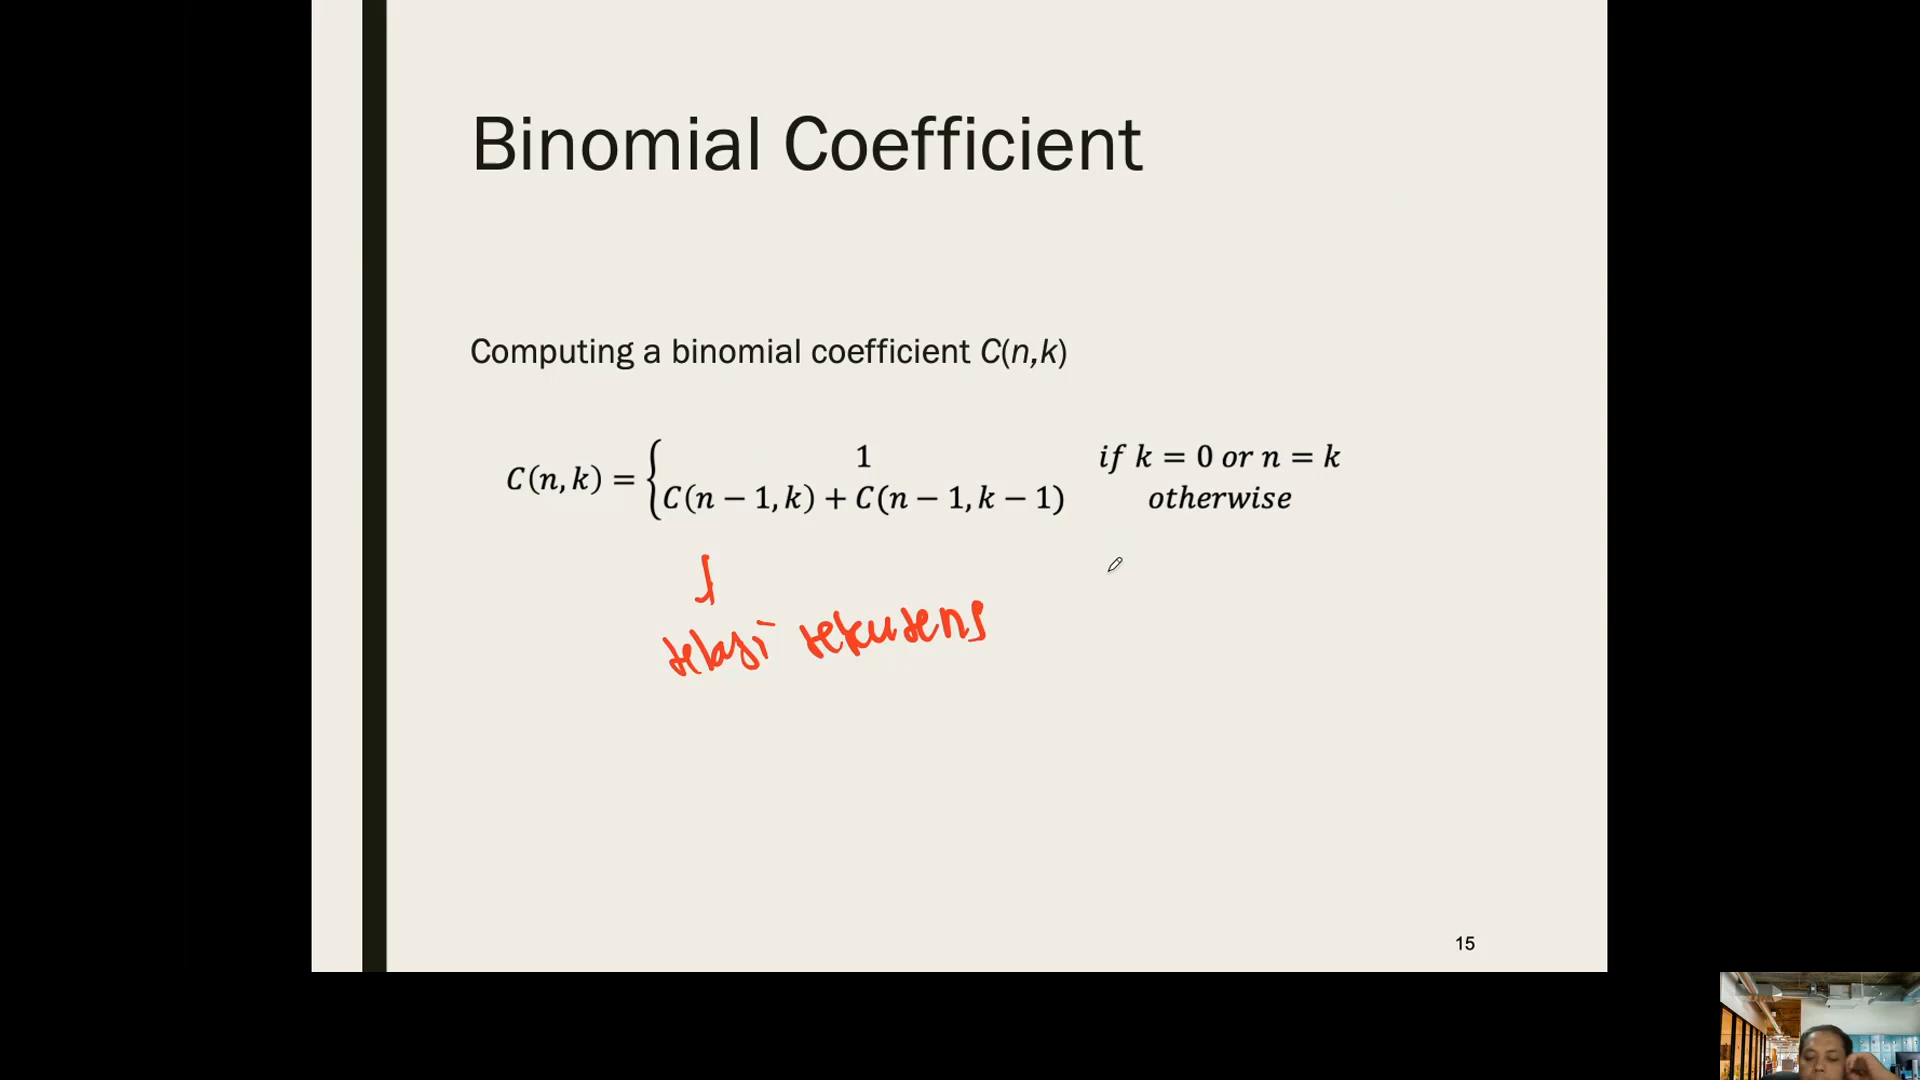 Binomial Coefficient
Computing a binomial coefficient C(n,k)
C(n, k) = { 1 if k = 0 or n = k
C(n − 1, k) + C(n − 1, k − 1) otherwise
relasi rekurens
15